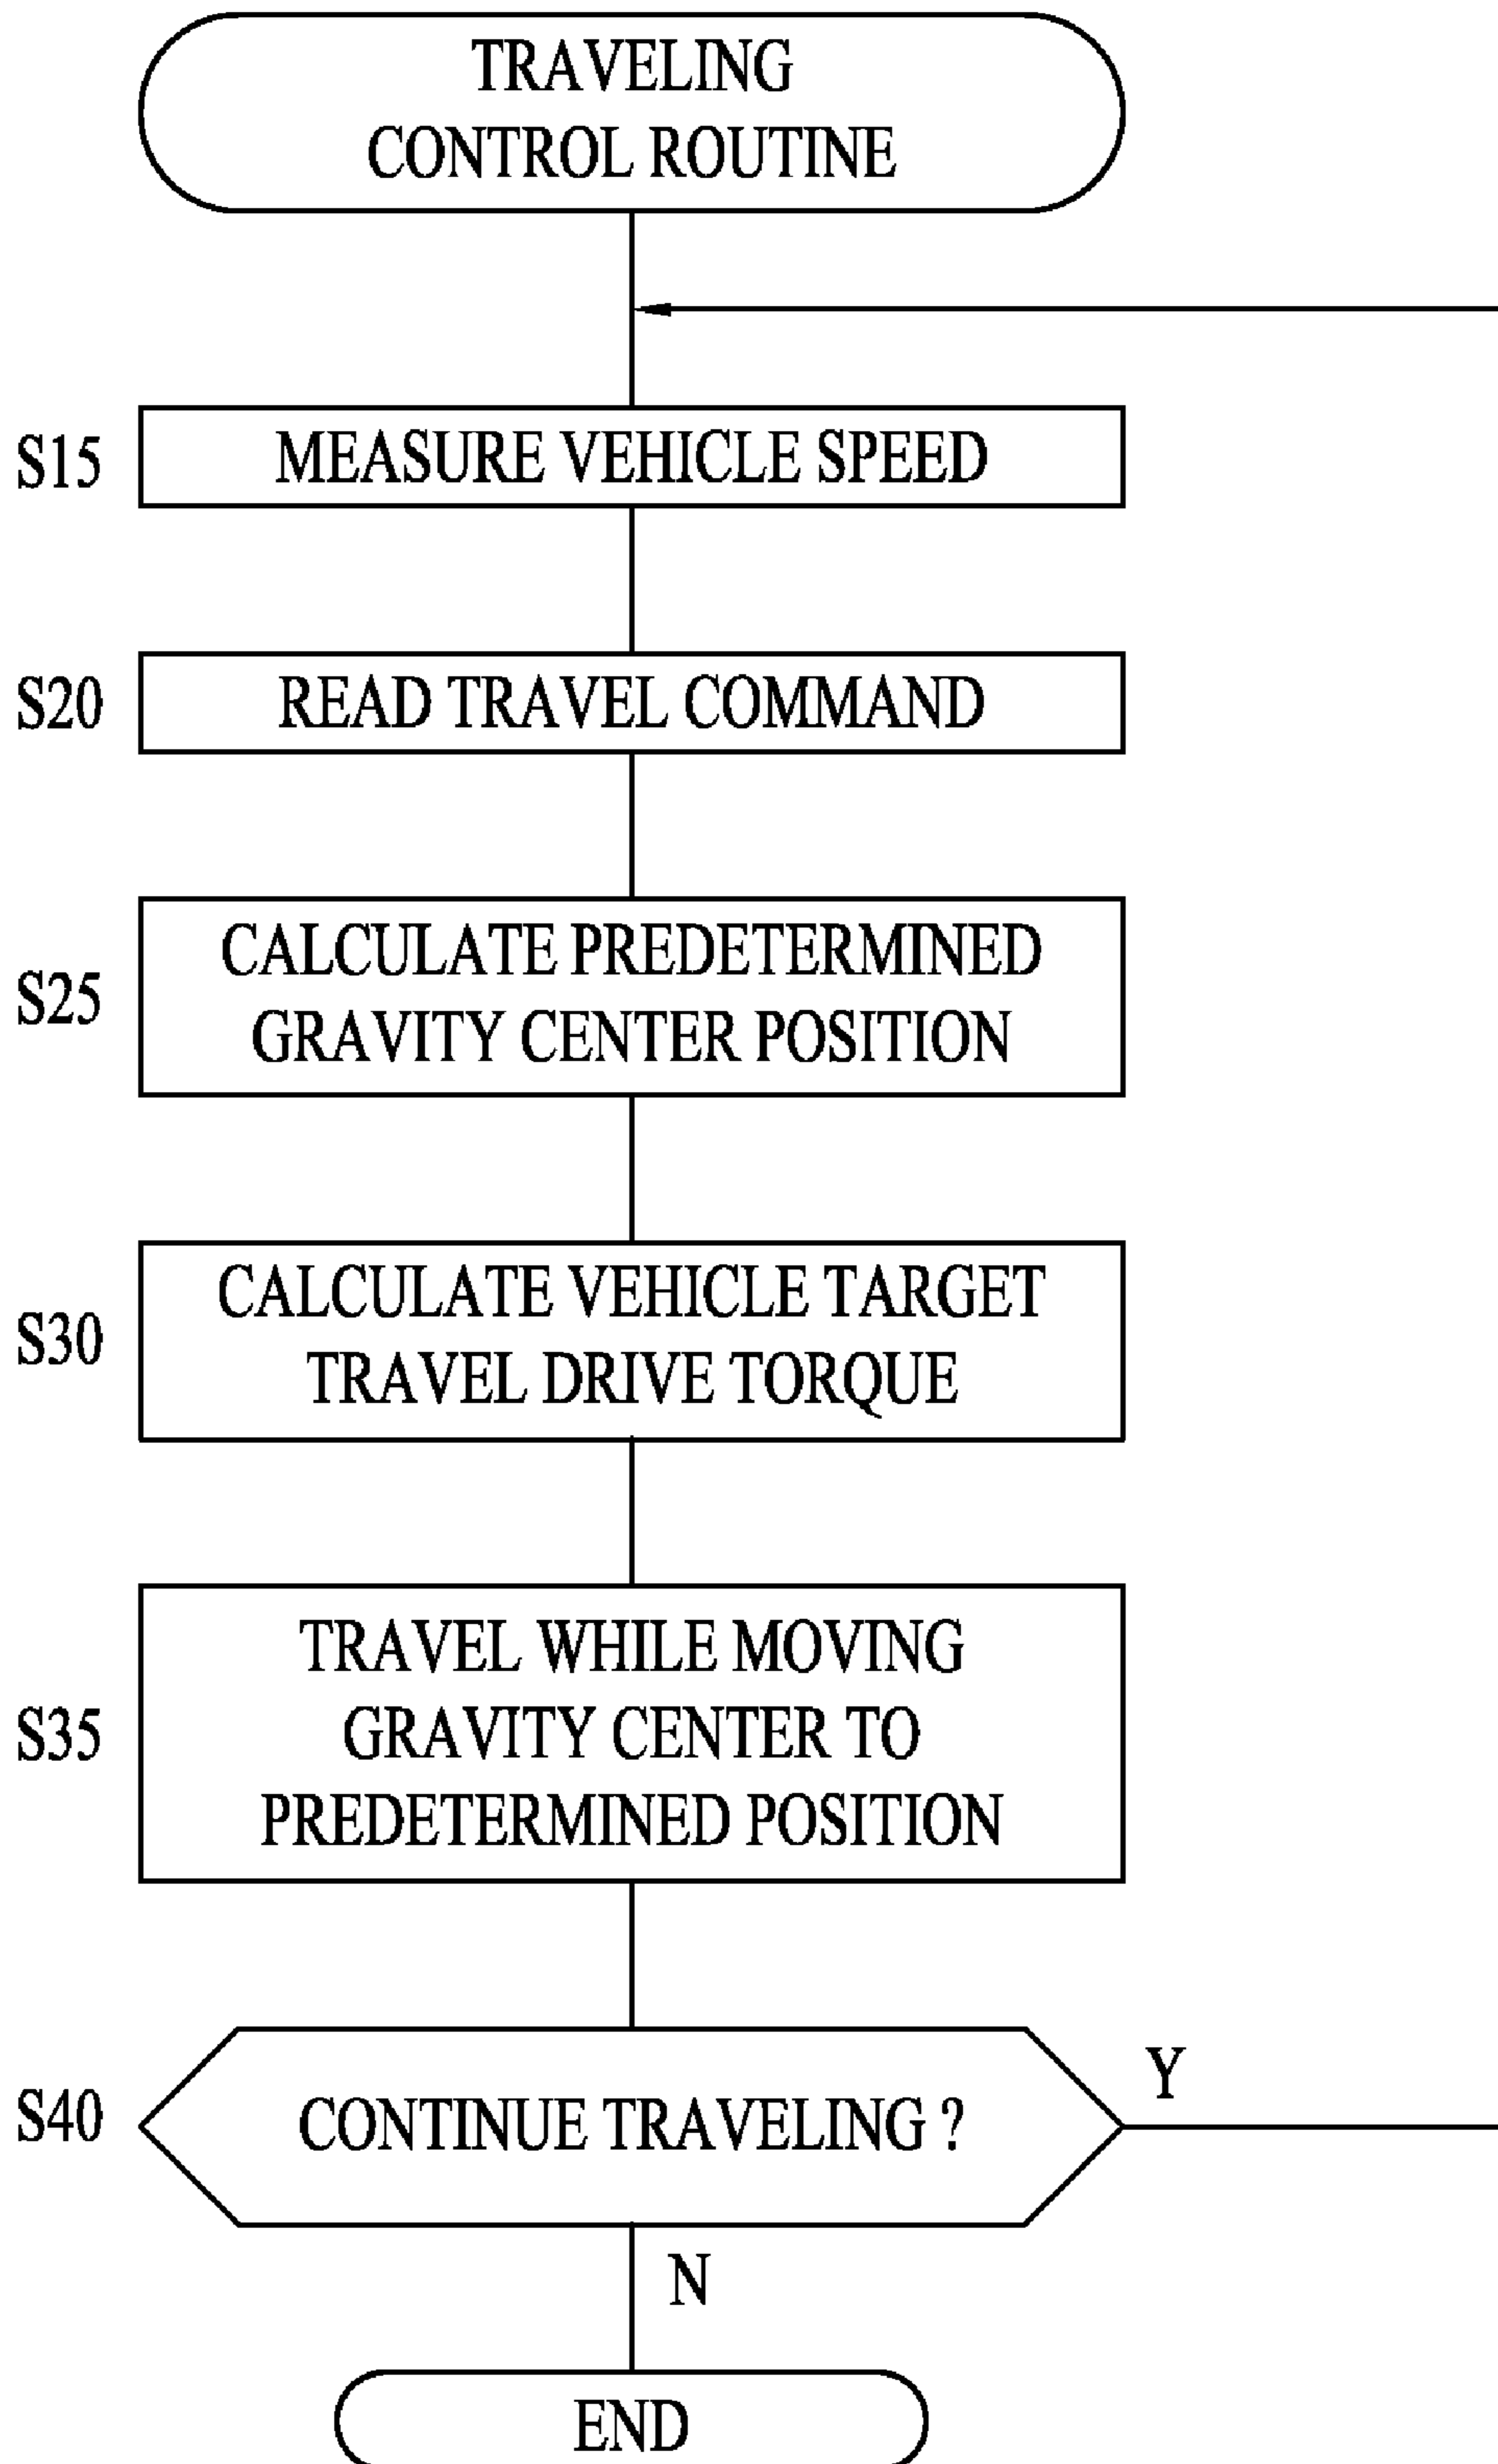 TRAVELING
CONTROL ROUTINE
S15
MEASURE VEHICLE SPEED
S20
READ TRAVEL COMMAND
S25
CALCULATE PREDETERMINED
GRAVITY CENTER POSITION
S30
CALCULATE VEHICLE TARGET
TRAVEL DRIVE TORQUE
S35
TRAVEL WHILE MOVING
GRAVITY CENTER TO
PREDETERMINED POSITION
S40
CONTINUE TRAVELING ?
Y
N
END